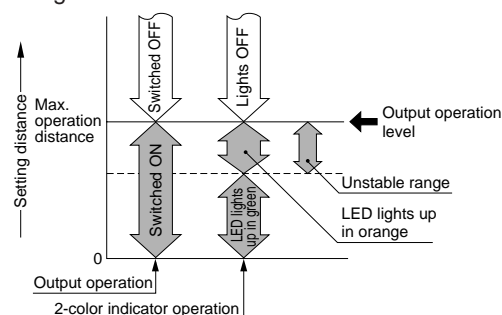 Switched OFF
Lights OFF
Setting distance
Max.
operation
distance
Output operation
level
Switched ON
LED lights
up in green
Unstable range
LED lights up
in orange
0
Output operation
2-color indicator operation